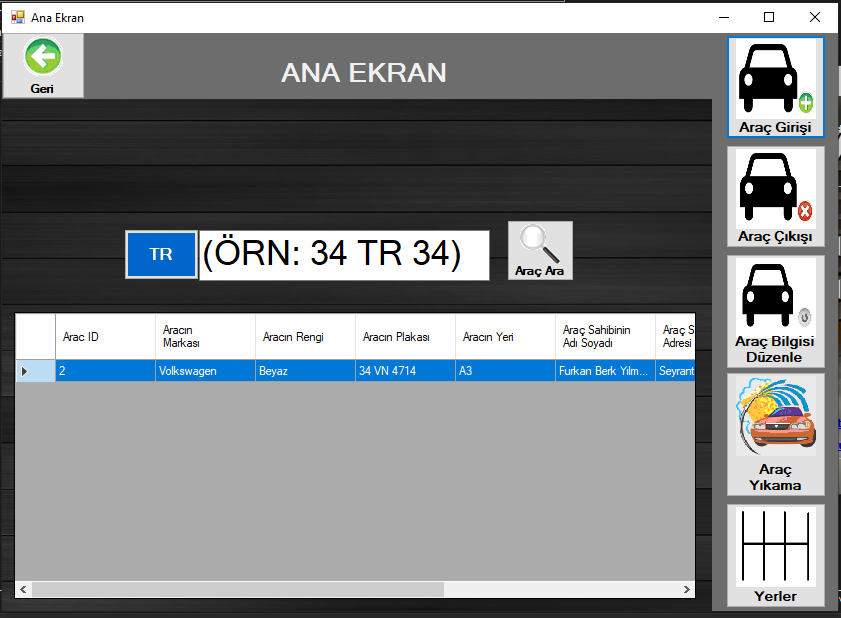 Ana Ekran
Geri
ANA EKRAN
Araç Girişi
Araç Çıkışı
TR
(ÖRN: 34 TR 34)
Araç Ara
Araç Bilgisi
Düzenle
Arac ID
Aracın
Markası
Aracın Rengi
Aracın Plakası
Aracın Yeri
Araç Sahibinin
Adı Soyadı
Araç S
Adresi
2
Volkswagen
Beyaz
34 VN 4714
A3
Furkan Berk Yılm...
Seyrant
Araç
Yıkama
Yerler